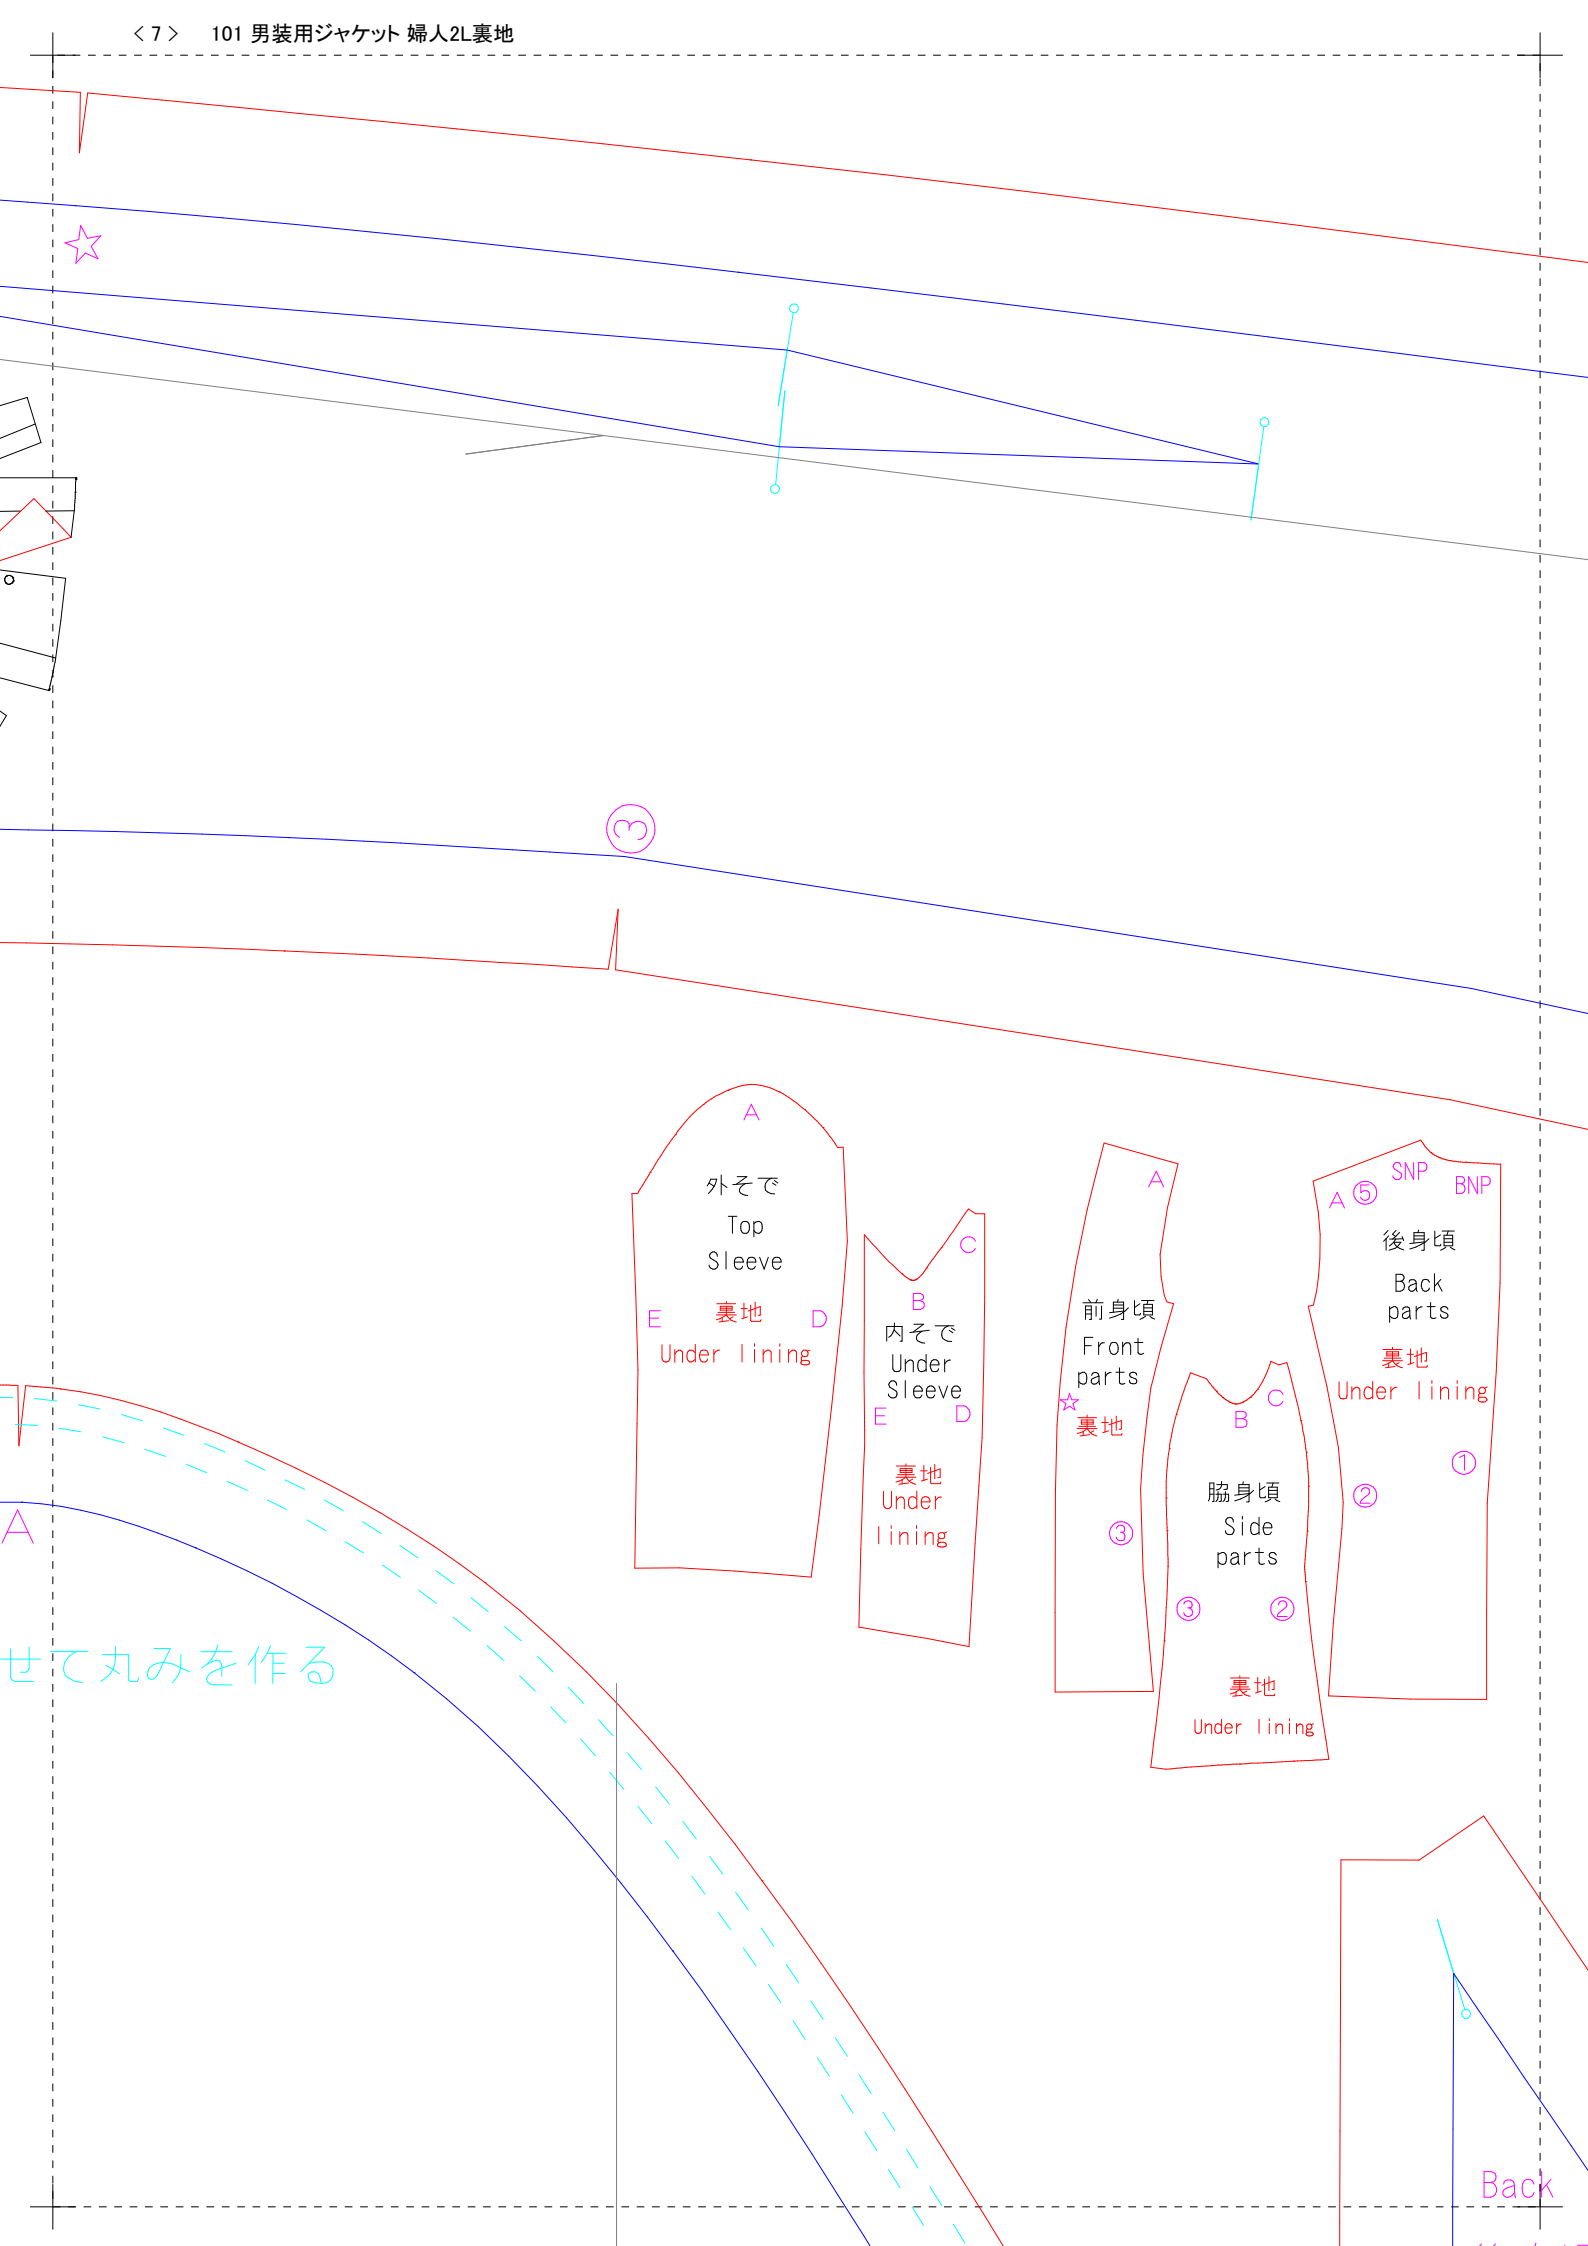 < 7 > 101 男装用ジャケット 婦人2L裏地
☆
③
A
外そで
Top
Sleeve
E
裏地
D
Under lining
C
B
内そで
Under
Sleeve
E
D
裏地
Under
lining
A
前身頃
Front
parts
☆
裏地
③
C
B
脇身頃
Side
parts
③
②
裏地
Under lining
SNP
BNP
A ⑤
後身頃
Back
parts
裏地
Under lining
①
②
A
せて丸みを作る
Back